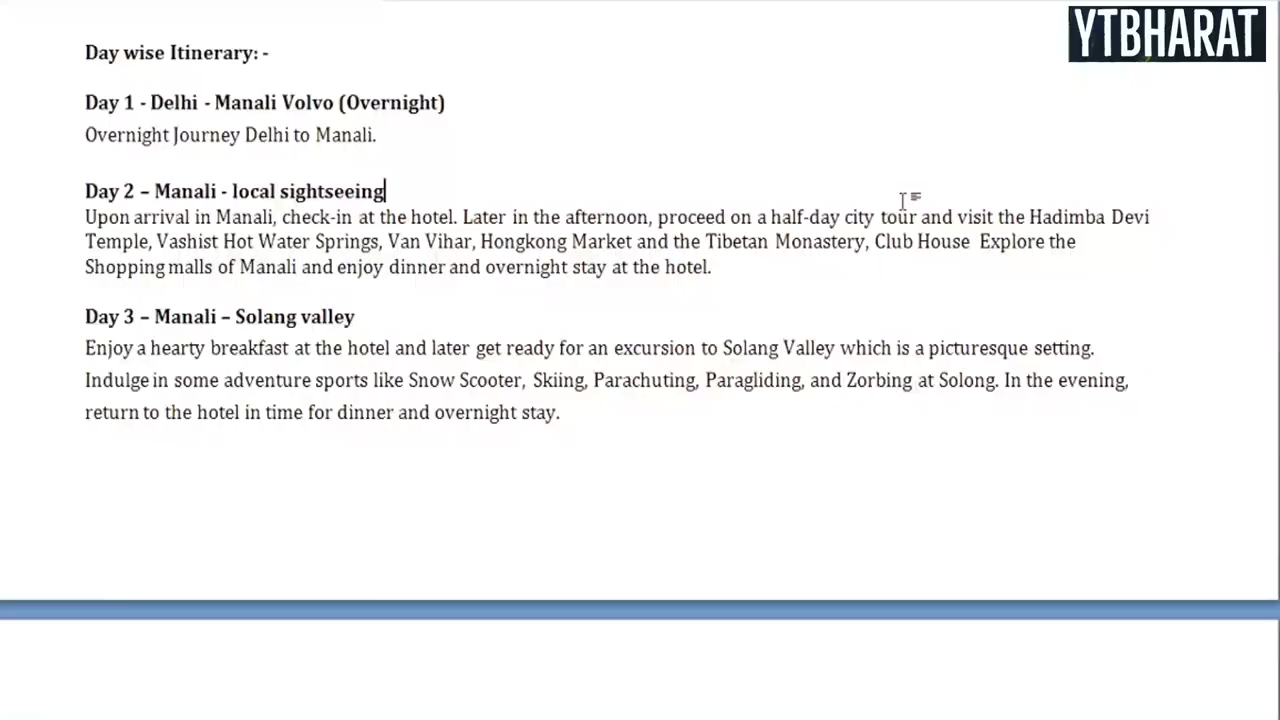 YTBHARAT
Day wise Itinerary: -
Day 1 - Delhi - Manali Volvo (Overnight)
Overnight Journey Delhi to Manali.
Day 2 – Manali - local sightseeing
Upon arrival in Manali, check-in at the hotel. Later in the afternoon, proceed on a half-day city tour and visit the Hadimba Devi
Temple, Vashist Hot Water Springs, Van Vihar, Hongkong Market and the Tibetan Monastery, Club House  Explore the
Shopping malls of Manali and enjoy dinner and overnight stay at the hotel.
Day 3 – Manali – Solang valley
Enjoy a hearty breakfast at the hotel and later get ready for an excursion to Solang Valley which is a picturesque setting.
Indulge in some adventure sports like Snow Scooter, Skiing, Parachuting, Paragliding, and Zorbing at Solong. In the evening,
return to the hotel in time for dinner and overnight stay.